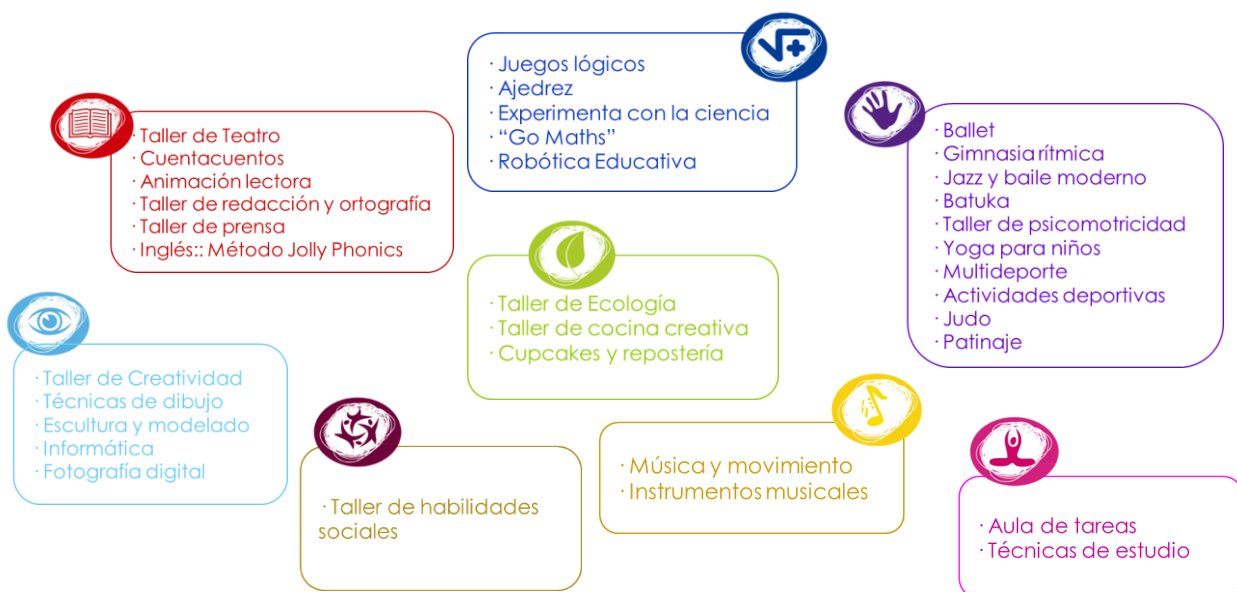 · Juegos lógicos
· Ajedrez
· Experimenta con la ciencia
· “Go Maths”
· Robótica Educativa
· Taller de Teatro
· Cuentacuentos
· Animación lectora
· Taller de redacción y ortografía
· Taller de prensa
· Inglés:: Método Jolly Phonics
· Ballet
· Gimnasia rítmica
· Jazz y baile moderno
· Batuka
· Taller de psicomotricidad
· Yoga para niños
· Multideporte
· Actividades deportivas
· Judo
· Patinaje
· Taller de Ecología
· Taller de cocina creativa
· Cupcakes y repostería
· Taller de Creatividad
· Técnicas de dibujo
· Escultura y modelado
· Informática
· Fotografía digital
· Taller de habilidades
sociales
· Música y movimiento
· Instrumentos musicales
· Aula de tareas
· Técnicas de estudio